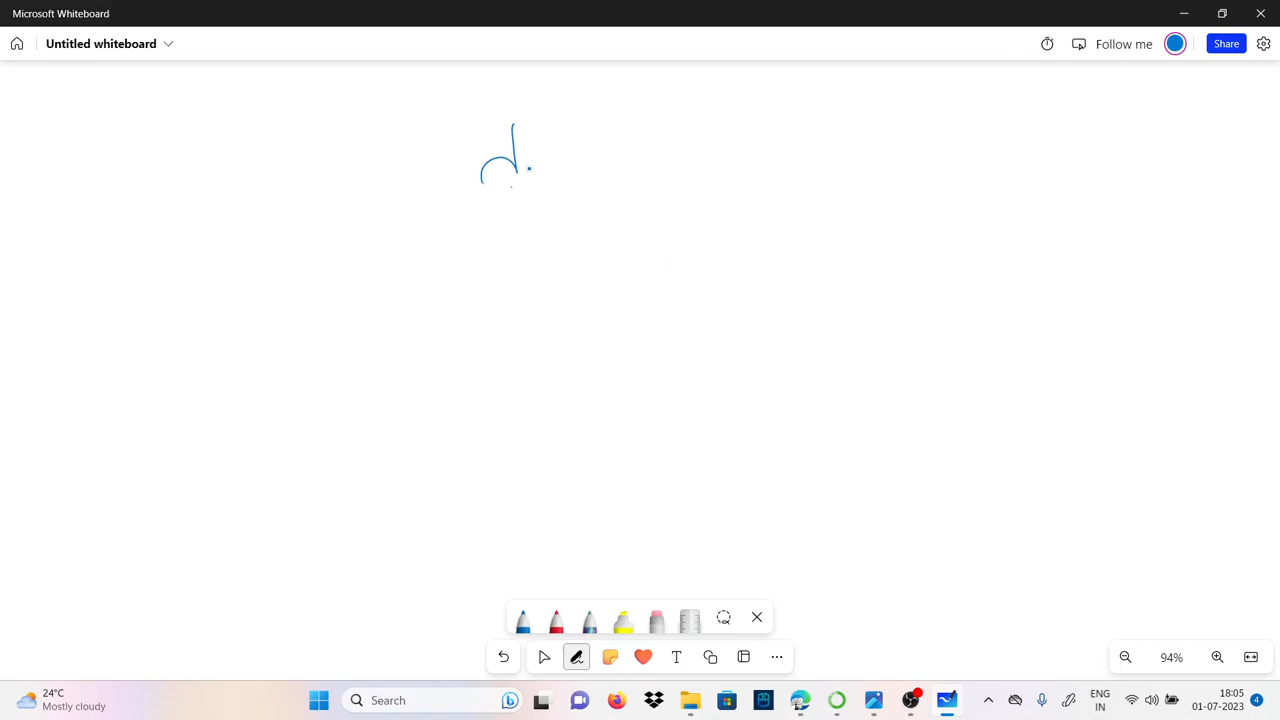 Microsoft Whiteboard
Untitled whiteboard
Follow me
Share
d
94%
24°C
Mostly cloudy
Search
ENG
IN
18:05
01-07-2023
4